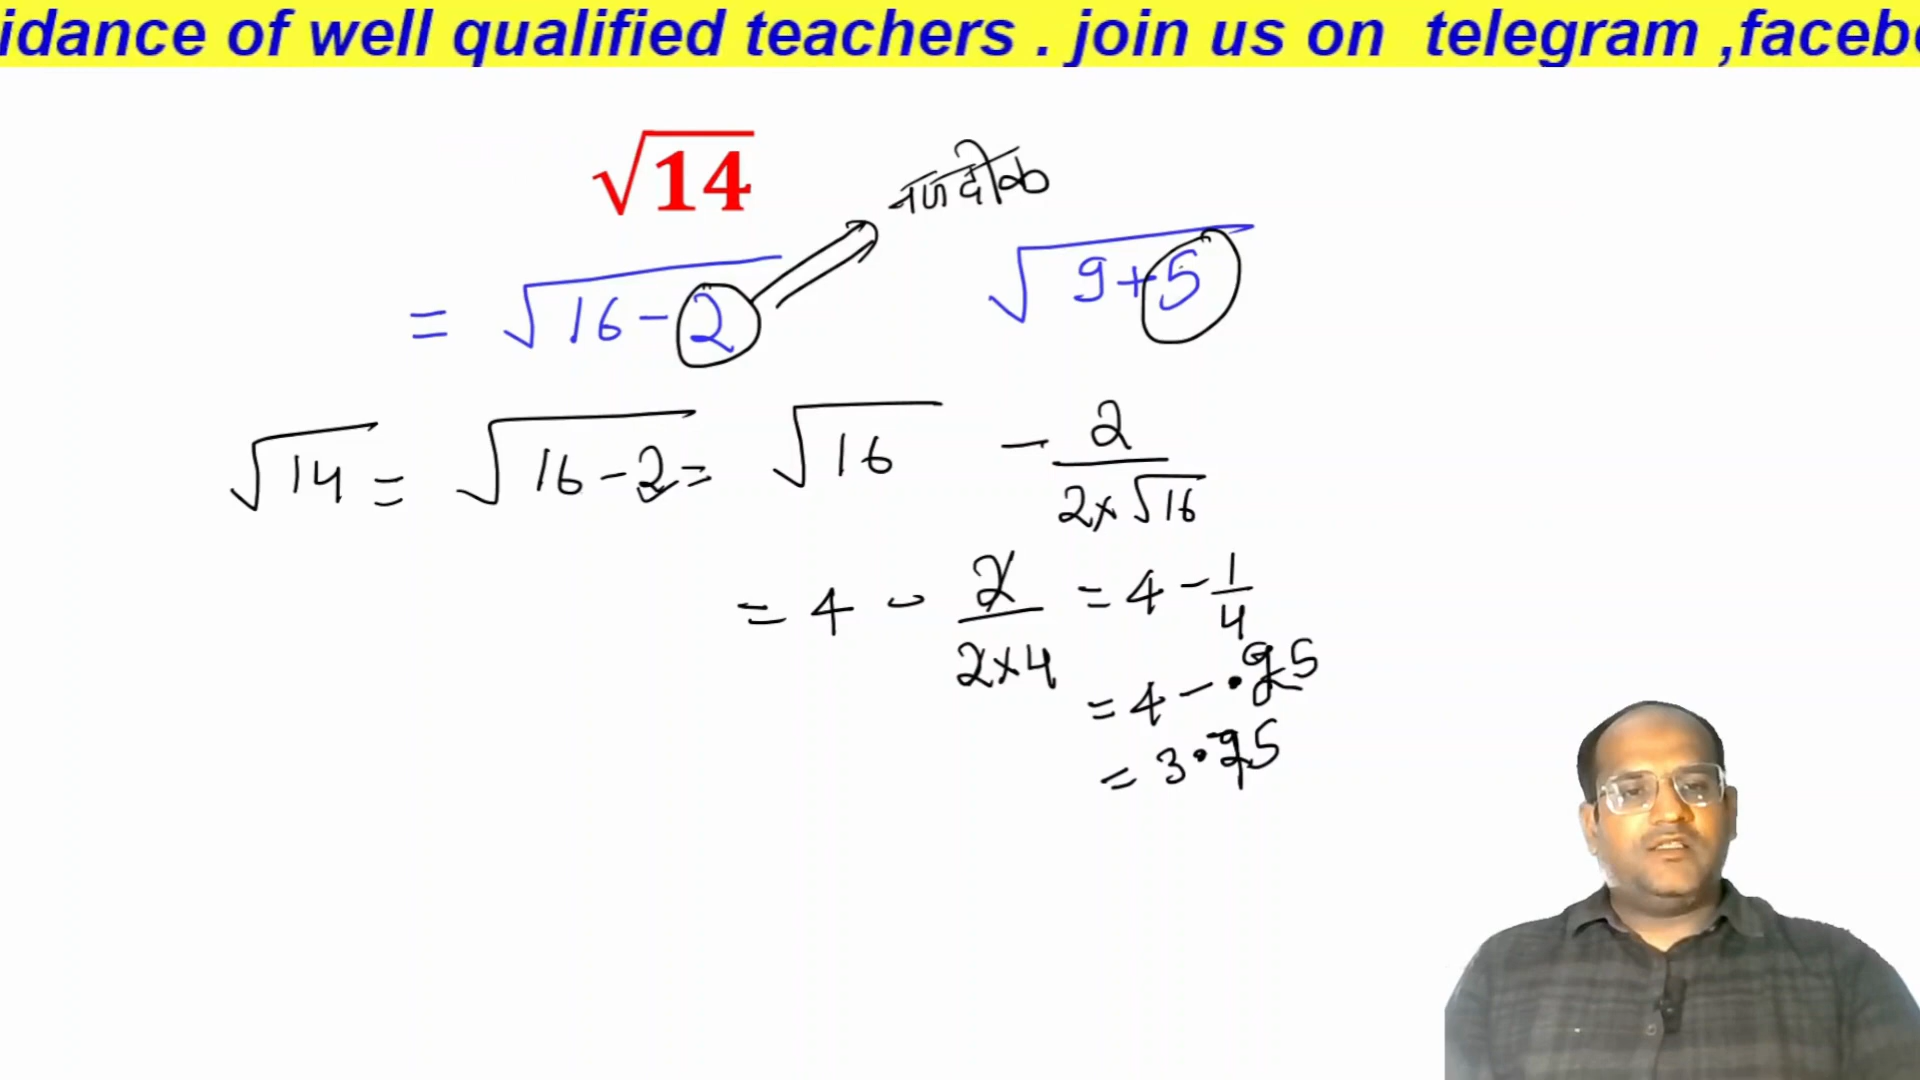 idance of well qualified teachers . join us on telegram ,facebo
√14
नजदीक
= √16-2
√9+5
√14 = √16-2 = √16 - 2/2×√16
= 4 - 2/2×4 = 4 - 1/4
= 4 - .25
= 3.75